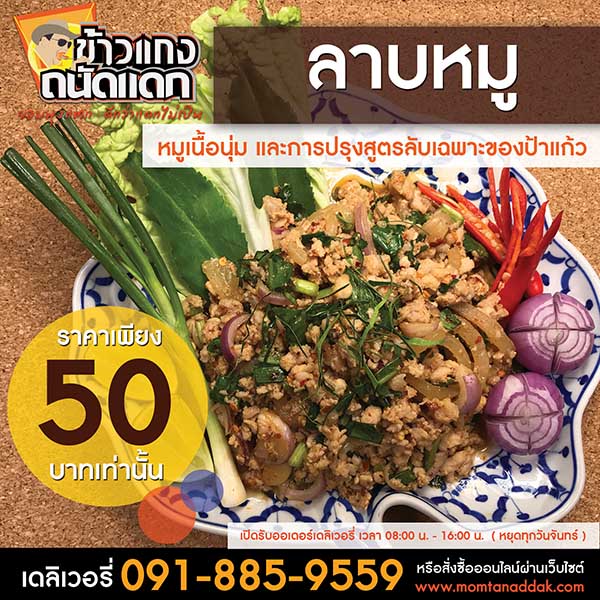 ข้าวแกง
ถนัดแดก
ลาบหมู
หมูเนื้อนุ่ม และการปรุงสูตรลับเฉพาะของป้าแก้ว
ราคาเพียง
50
บาทเท่านั้น
เปิดรับออเดอร์เดลิเวอรี่ เวลา 08:00 น. - 16:00 น. ( หยุดทุกวันจันทร์ )
เดลิเวอรี่ 091-885-9559
หรือสั่งซื้อออนไลน์ผ่านเว็บไซต์
www.momtanaddak.com